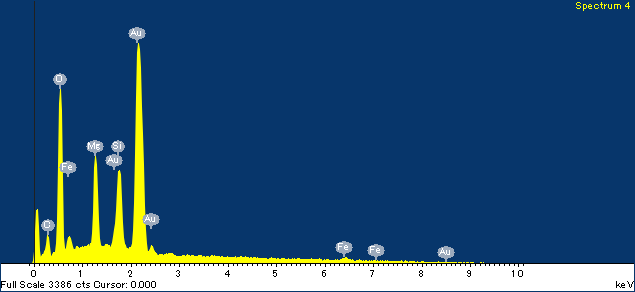 Spectrum 4
Au
O
Mg Si
Au
Fe
Au
C
Fe Fe Au
0 1 2 3 4 5 6 7 8 9 10
Full Scale 3386 cts Cursor: 0.000 keV